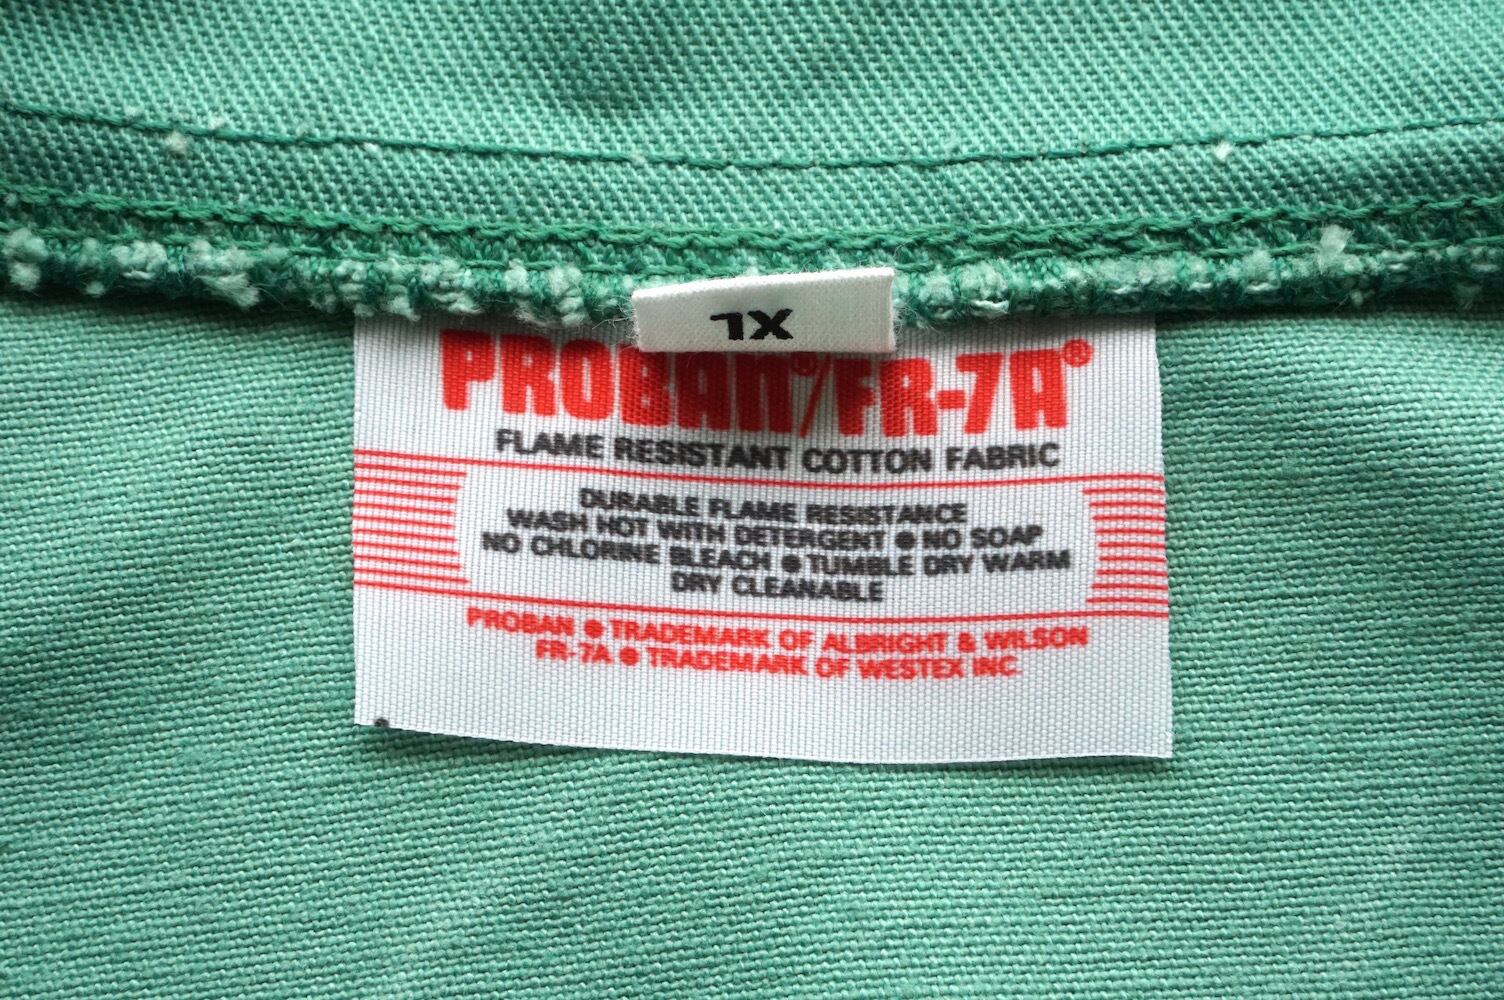 XL
PROBAN®/FR-7A®
FLAME RESISTANT COTTON FABRIC
DURABLE FLAME RESISTANCE
WASH HOT WITH DETERGENT ● NO SOAP
NO CHLORINE BLEACH ● TUMBLE DRY WARM
DRY CLEANABLE
PROBAN ● TRADEMARK OF ALBRIGHT & WILSON
FR-7A ● TRADEMARK OF WESTEX INC